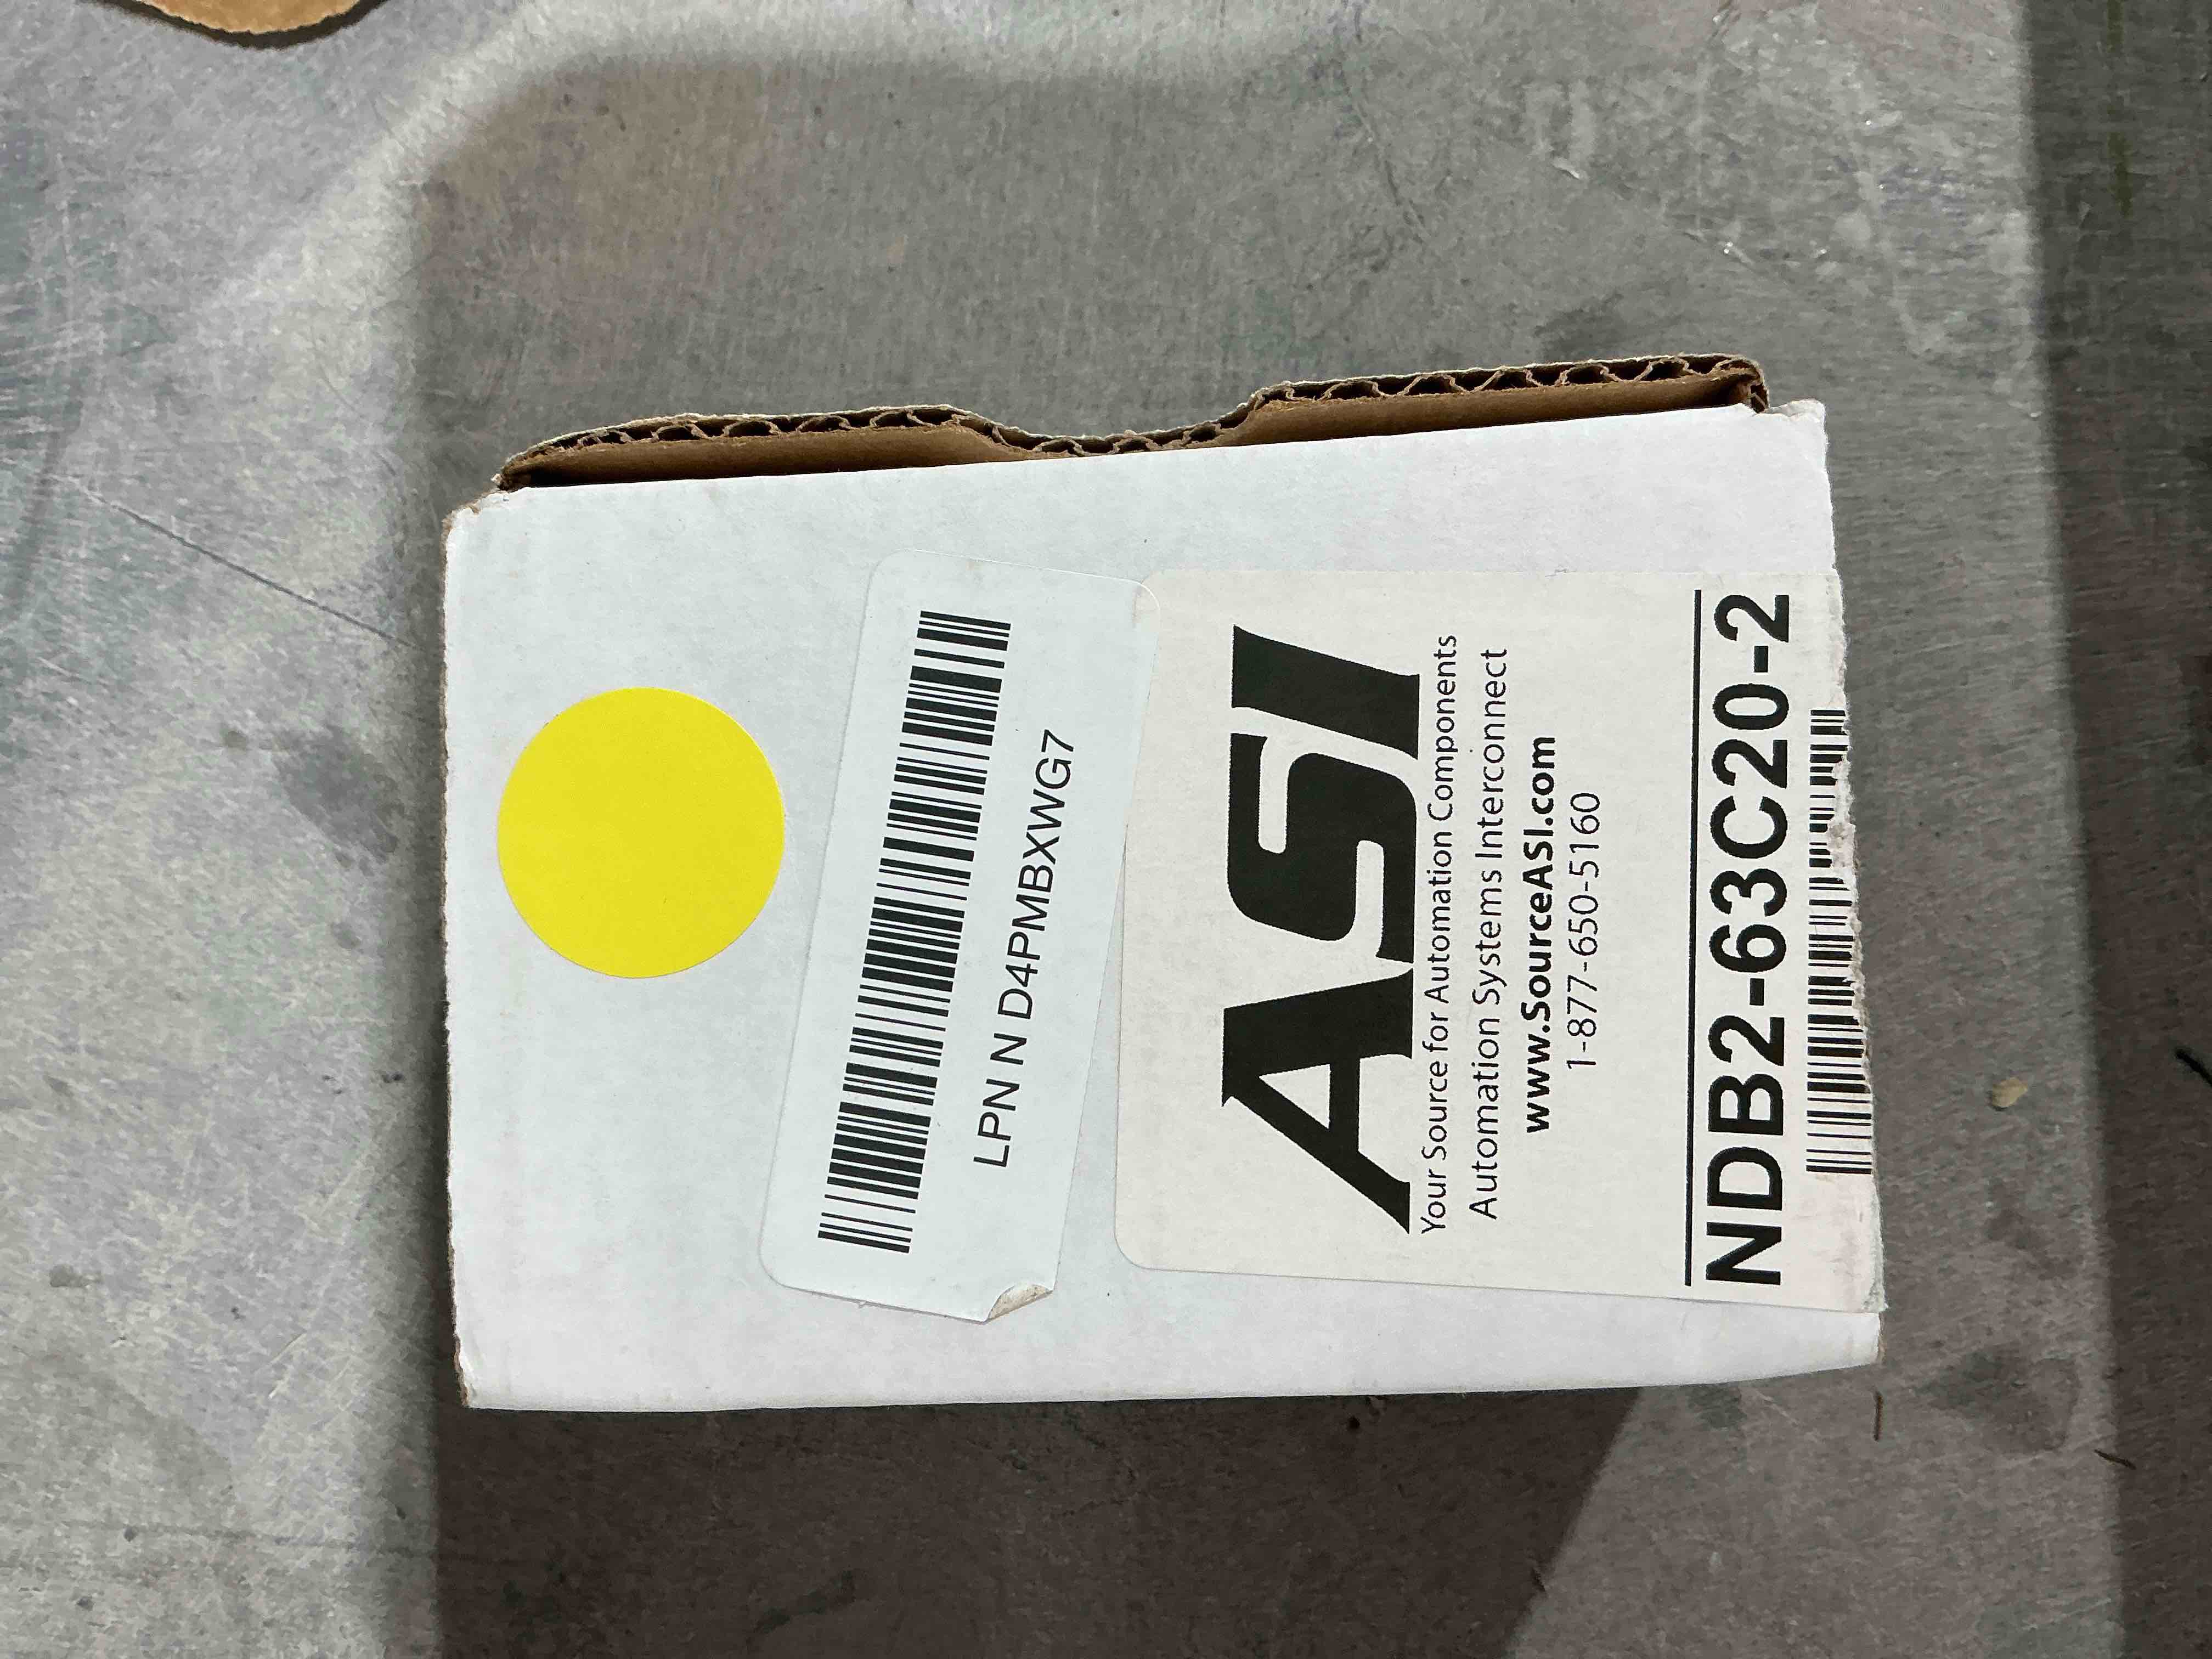 LPN N D4PMBXWG7
ASI
Your Source for Automation Components
Automation Systems Interconnect
www.SourceASI.com
1-877-650-5160
NDB2-63C20-2